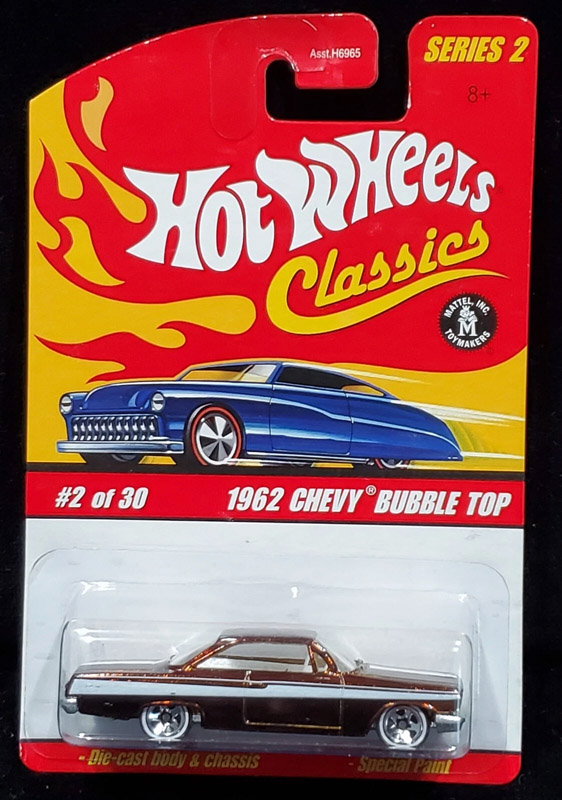 Asst.H6965
SERIES 2
8+
HOT WHEELS
Classics
MATTEL, INC.
M
TOYMAKERS
#2 of 30 1962 CHEVY® BUBBLE TOP
- Die-cast body & chassis - Special Paint